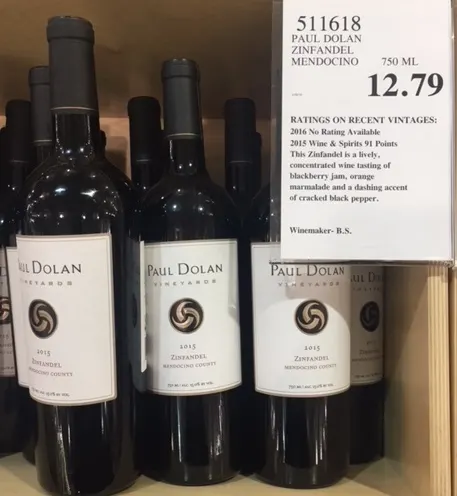 511618
PAUL DOLAN
ZINFANDEL
MENDOCINO 750 ML
12.79
RATINGS ON RECENT VINTAGES:
2016 No Rating Available
2015 Wine & Spirits 91 Points
This Zinfandel is a lively,
concentrated wine tasting of
blackberry jam, orange
marmalade and a dashing accent
of cracked black pepper.
Winemaker- B.S.
PAUL DOLAN
VINEYARDS
2015
ZINFANDEL
MENDOCINO COUNTY
PAUL DOLAN
VINEYARDS
2015
ZINFANDEL
MENDOCINO COUNTY
PAUL DOLAN
VINEYARDS
2015
ZINFANDEL
MENDOCINO COUNTY